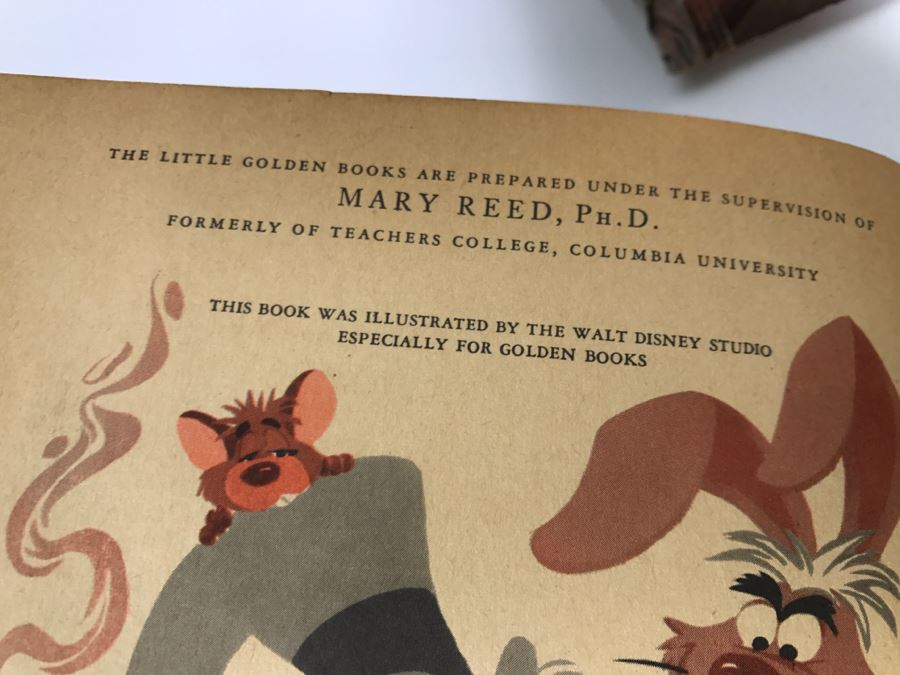 THE LITTLE GOLDEN BOOKS ARE PREPARED UNDER THE SUPERVISION OF
MARY REED, PH.D.
FORMERLY OF TEACHERS COLLEGE, COLUMBIA UNIVERSITY
THIS BOOK WAS ILLUSTRATED BY THE WALT DISNEY STUDIO
ESPECIALLY FOR GOLDEN BOOKS